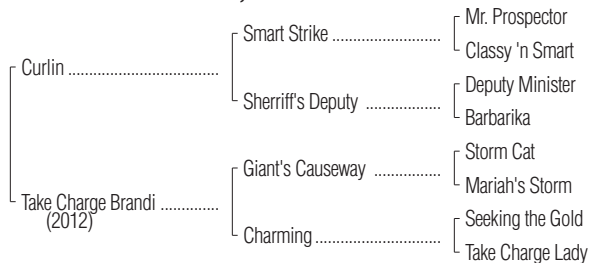 Mr. Prospector
Smart Strike ..........................
Classy 'n Smart
Curlin ....................................
Deputy Minister
Sherriff's Deputy ..................
Barbarika
Storm Cat
Giant's Causeway ................
Mariah's Storm
Take Charge Brandi ..............
(2012)
Seeking the Gold
Charming ..............................
Take Charge Lady